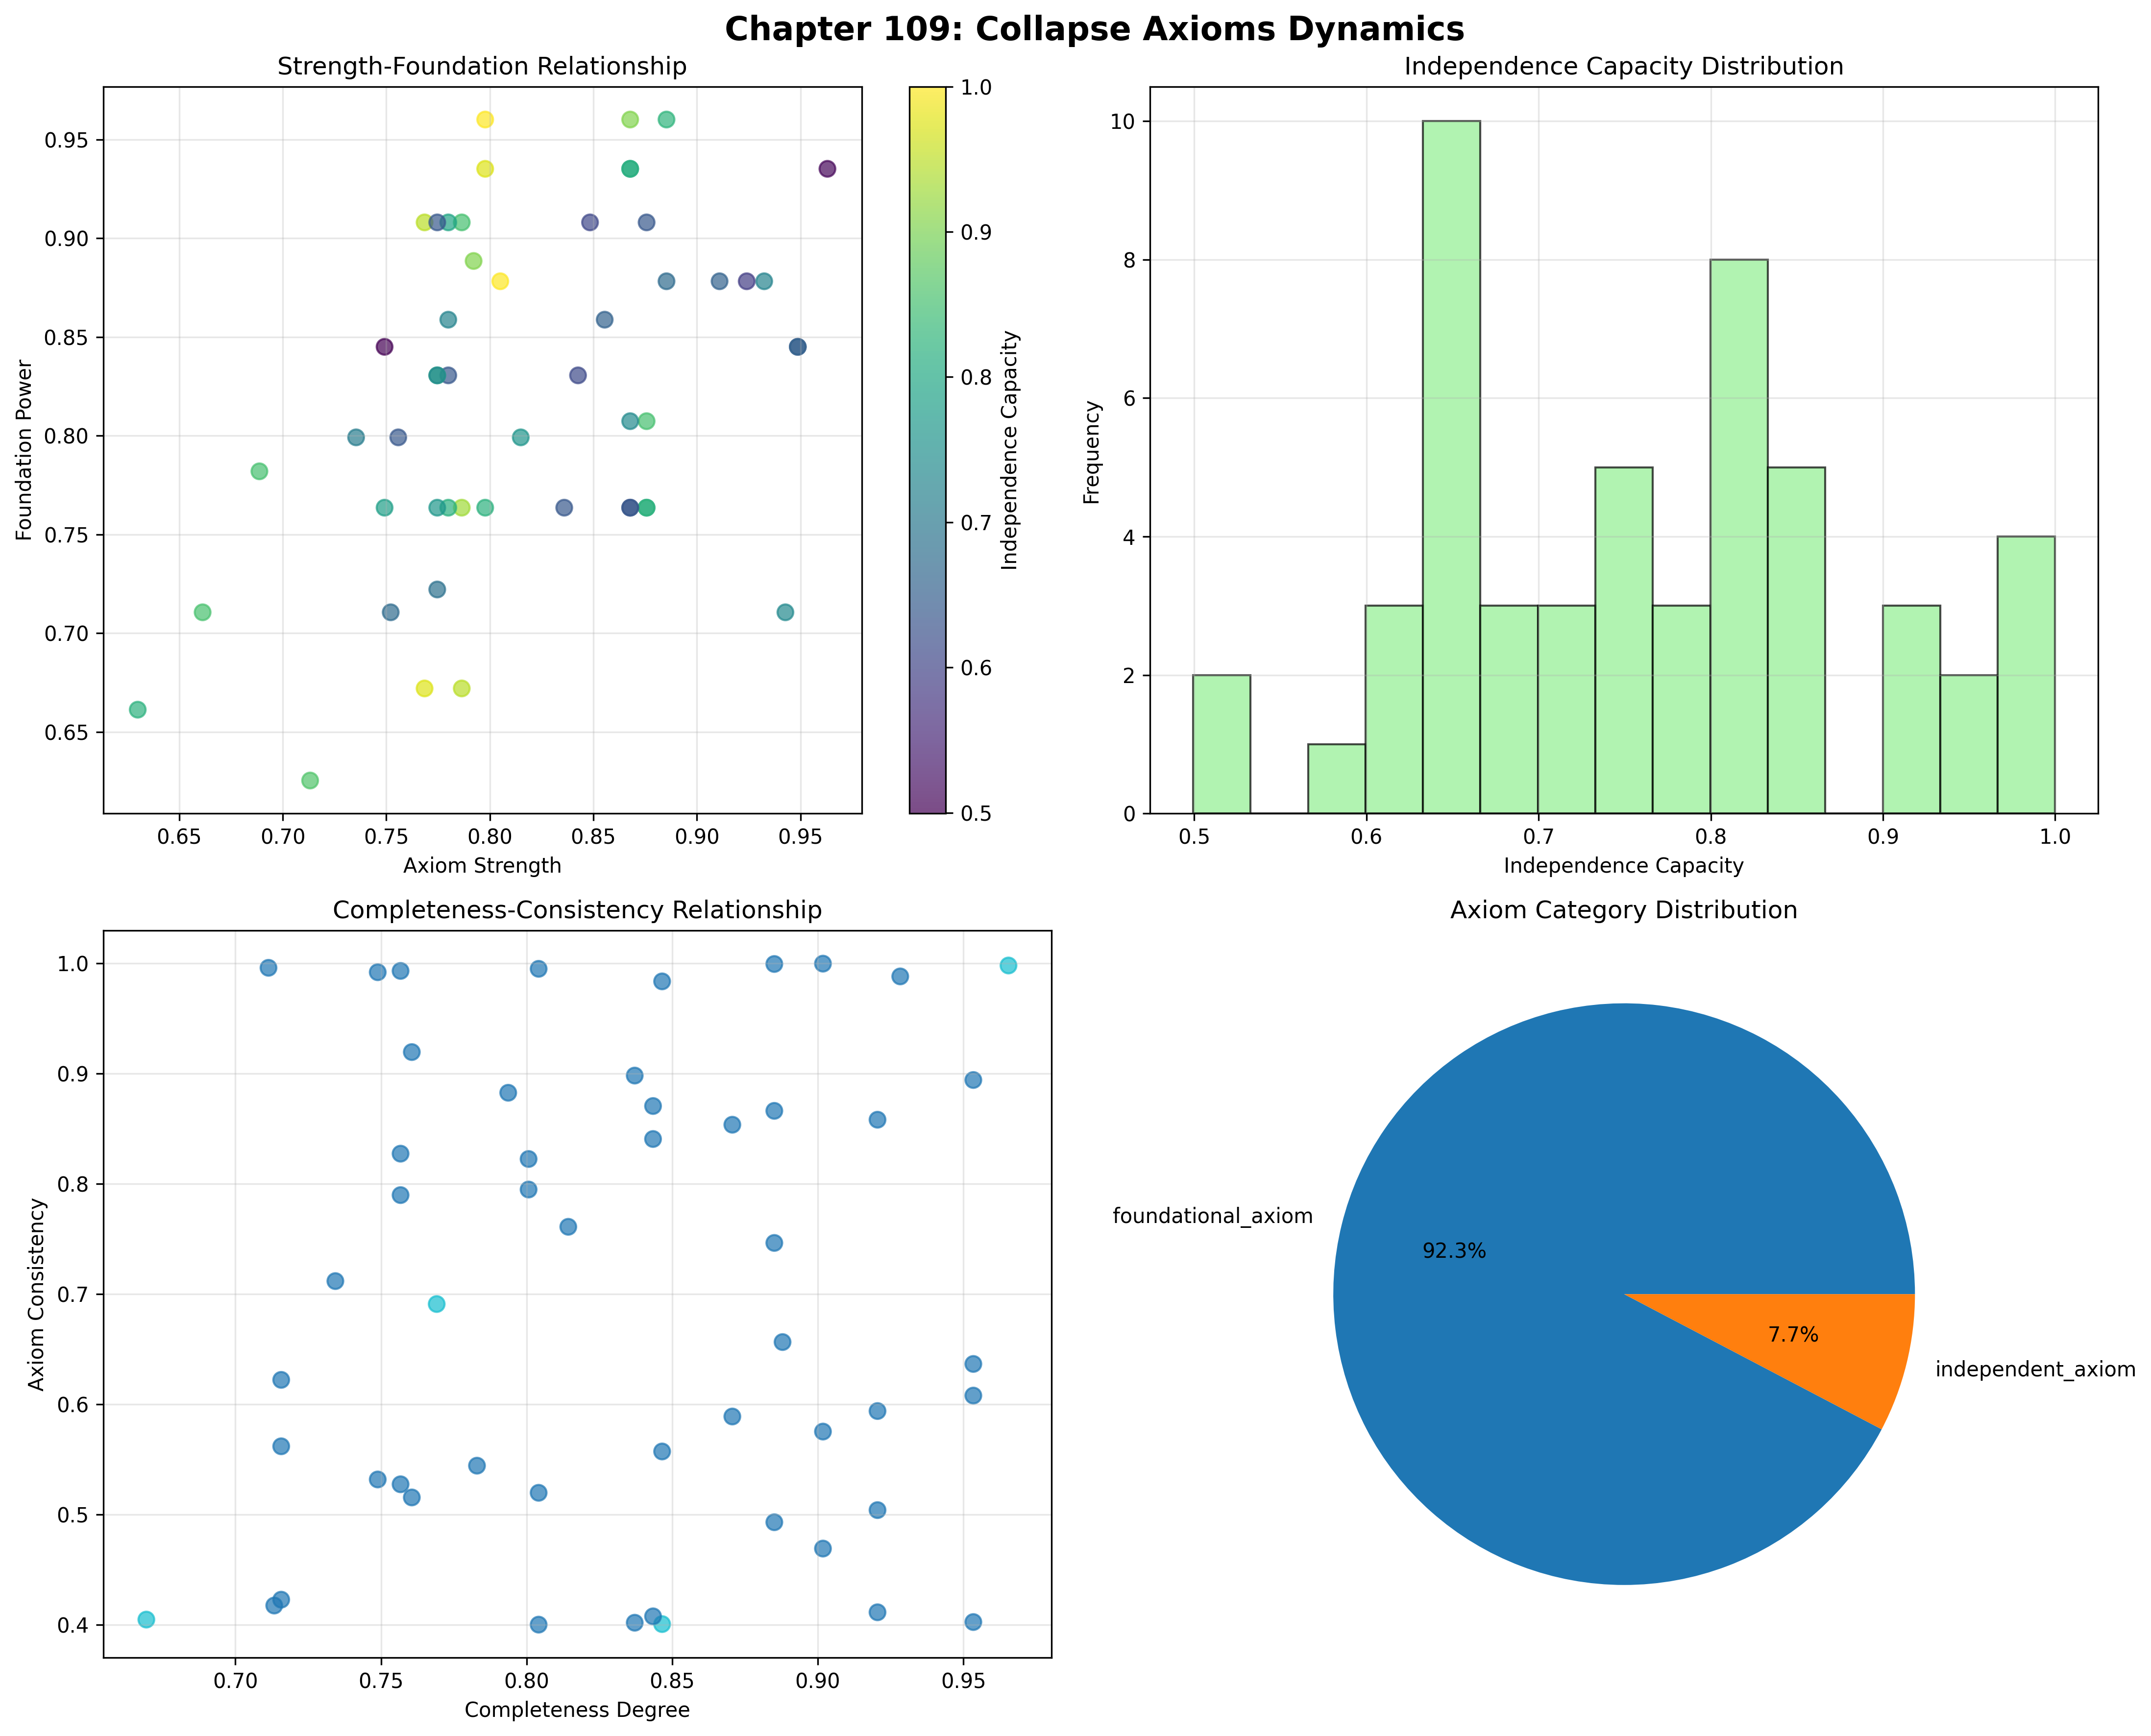 Chapter 109: Collapse Axioms Dynamics
Strength-Foundation Relationship
0.95
0.90
0.85
0.80
0.75
0.70
0.65
Foundation Power
0.65 0.70 0.75 0.80 0.85 0.90 0.95
Axiom Strength
1.0
0.9
0.8
0.7
0.6
0.5
Independence Capacity
Independence Capacity Distribution
10
8
6
4
2
0
Frequency
0.5 0.6 0.7 0.8 0.9 1.0
Independence Capacity
Completeness-Consistency Relationship
1.0
0.9
0.8
0.7
0.6
0.5
0.4
Axiom Consistency
0.70 0.75 0.80 0.85 0.90 0.95
Completeness Degree
Axiom Category Distribution
foundational_axiom
92.3%
7.7%
independent_axiom